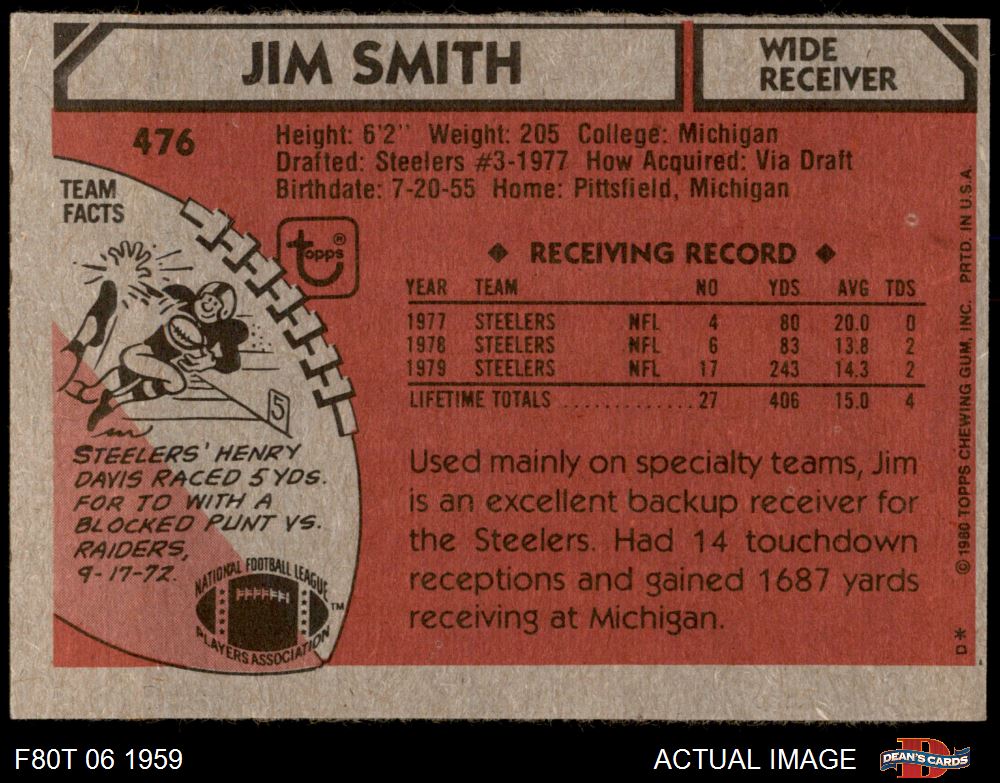 JIM SMITH
WIDE
RECEIVER
476
Height: 6'2" Weight: 205 College: Michigan
Drafted: Steelers #3-1977 How Acquired: Via Draft
Birthdate: 7-20-55 Home: Pittsfield, Michigan
TEAM
FACTS
topps®
◆ RECEIVING RECORD ◆
YEAR TEAM NO YDS AVG TDS
1977 STEELERS NFL 4 80 20.0 0
1978 STEELERS NFL 6 83 13.8 2
1979 STEELERS NFL 17 243 14.3 2
LIFETIME TOTALS ............ 27 406 15.0 4
5
STEELERS' HENRY
DAVIS RACED 5 YDS.
FOR TD WITH A
BLOCKED PUNT VS.
RAIDERS,
9-17-72.
NATIONAL FOOTBALL LEAGUE
PLAYERS ASSOCIATION
TM
Used mainly on specialty teams, Jim
is an excellent backup receiver for
the Steelers. Had 14 touchdown
receptions and gained 1687 yards
receiving at Michigan.
D* ©1980 TOPPS CHEWING GUM, INC. PRTD. IN U.S.A
F80T 06 1959
ACTUAL IMAGE
DEAN'S CARDS